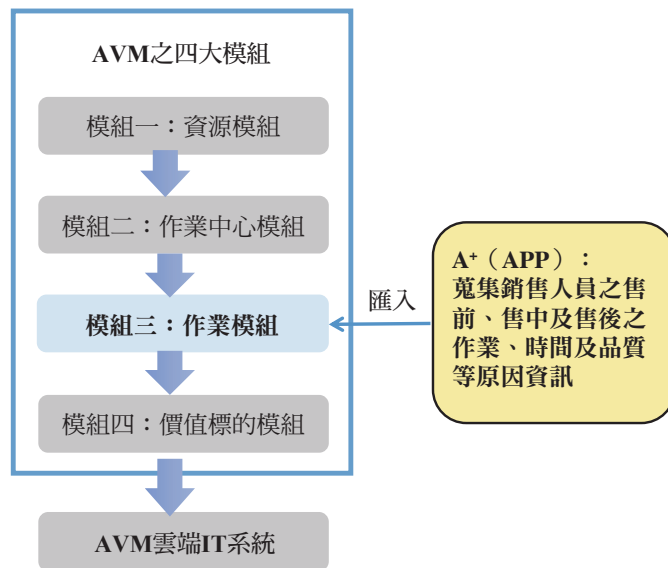 AVM之四大模組
模組一：資源模組
模組二：作業中心模組
模組三：作業模組
模組四：價值標的模組
AVM雲端IT系統
匯入
A⁺（APP）：
蒐集銷售人員之售
前、售中及售後之
作業、時間及品質
等原因資訊